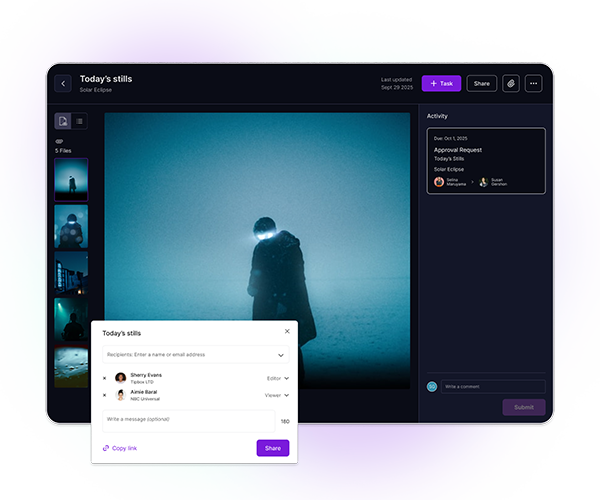 Today's stills
Solar Eclipse
Last updated
Sept 29 2025
+ Task
Share
5 Files
Activity
Due: Oct 1, 2025
Approval Request
Today's Stills
Solar Eclipse
Selina
Maruyama
Susan
Gershon
Write a comment
Submit
Today's stills
Recipients: Enter a name or email address
Sherry Evans
Tipbox LTD
Editor
Aimie Baral
NBC Universal
Viewer
Write a message (optional)
160
Copy link
Share